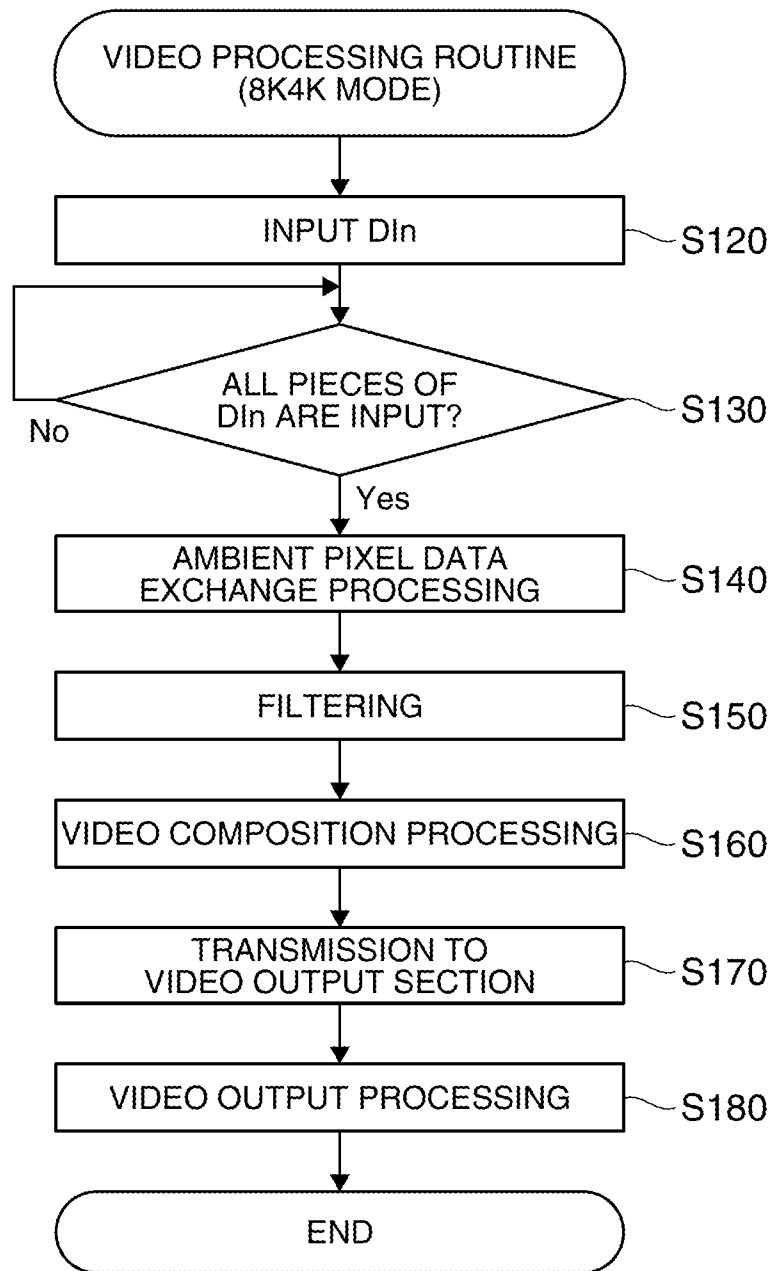 VIDEO PROCESSING ROUTINE
(8K4K MODE)
INPUT DIn
S120
ALL PIECES OF
DIn ARE INPUT?
S130
No
Yes
AMBIENT PIXEL DATA
EXCHANGE PROCESSING
S140
FILTERING
S150
VIDEO COMPOSITION PROCESSING
S160
TRANSMISSION TO
VIDEO OUTPUT SECTION
S170
VIDEO OUTPUT PROCESSING
S180
END